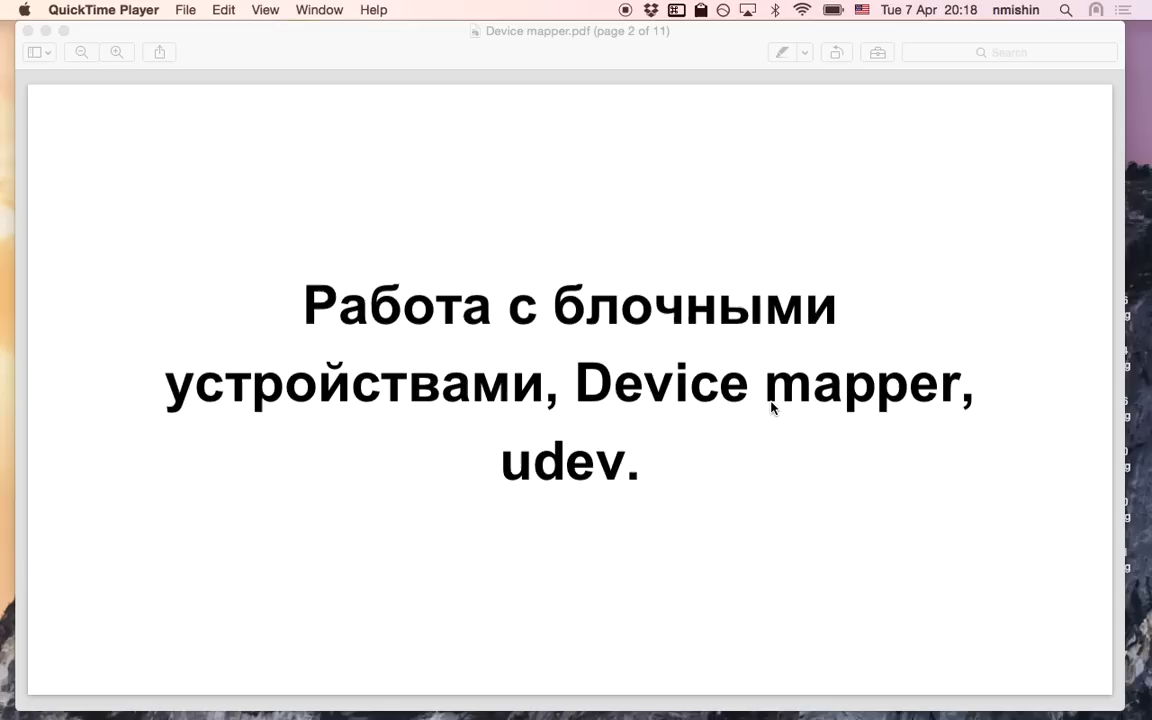 QuickTime Player File Edit View Window Help Tue 7 Apr 20:18 nmishin
Device mapper.pdf (page 2 of 11)
Search
Работа с блочными
устройствами, Device mapper,
udev.